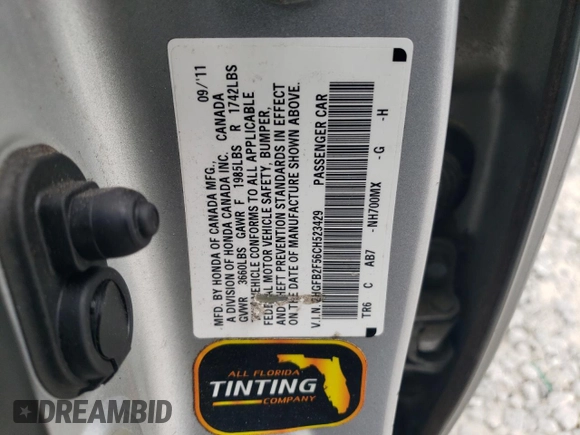 09/'11
MFD. BY HONDA OF CANADA MFG.,
A DIVISION OF HONDA CANADA INC. CANADA
GVWR 3660LBS GAWR F 1985LBS R 1742LBS
VEHICLE CONFORMS TO ALL APPLICABLE
FEDERAL MOTOR VEHICLE SAFETY BUMPER,
AND THEFT PREVENTION STANDARDS IN EFFECT
ON THE DATE OF MANUFACTURE SHOWN ABOVE.
V.I.N. 2HGFB2F56CH523429 PASSENGER CAR
TR6 C AB7 -NH700MX -G -H
ALL FLORIDA
TINTING
COMPANY
DREAMBID